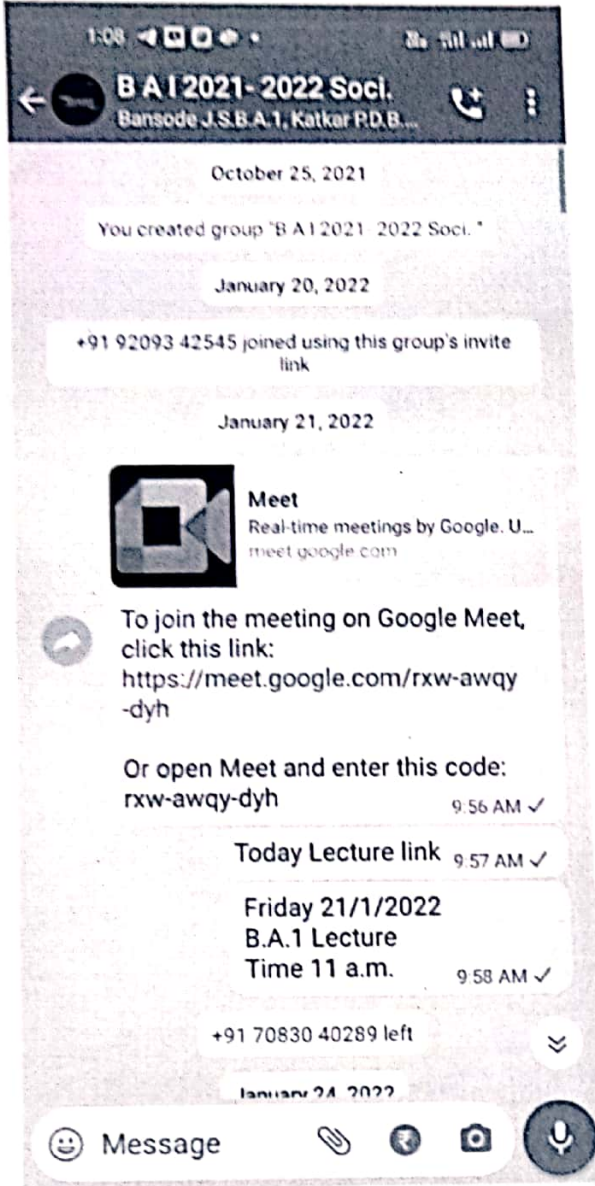 1:08
B A I 2021-2022 Soci.
Bansode J.S.B.A.1, Katkar P.D.B....
October 25, 2021
You created group "B A I 2021-2022 Soci. "
January 20, 2022
+91 92093 42545 joined using this group's invite
link
January 21, 2022
Meet
Real-time meetings by Google. U...
meet.google.com
To join the meeting on Google Meet,
click this link:
https://meet.google.com/rxw-awqy
-dyh
Or open Meet and enter this code:
rxw-awqy-dyh
9:56 AM
Today Lecture link 9:57 AM
Friday 21/1/2022
B.A.1 Lecture
Time 11 a.m. 9:58 AM
+91 70830 40289 left
January 24, 2022
Message